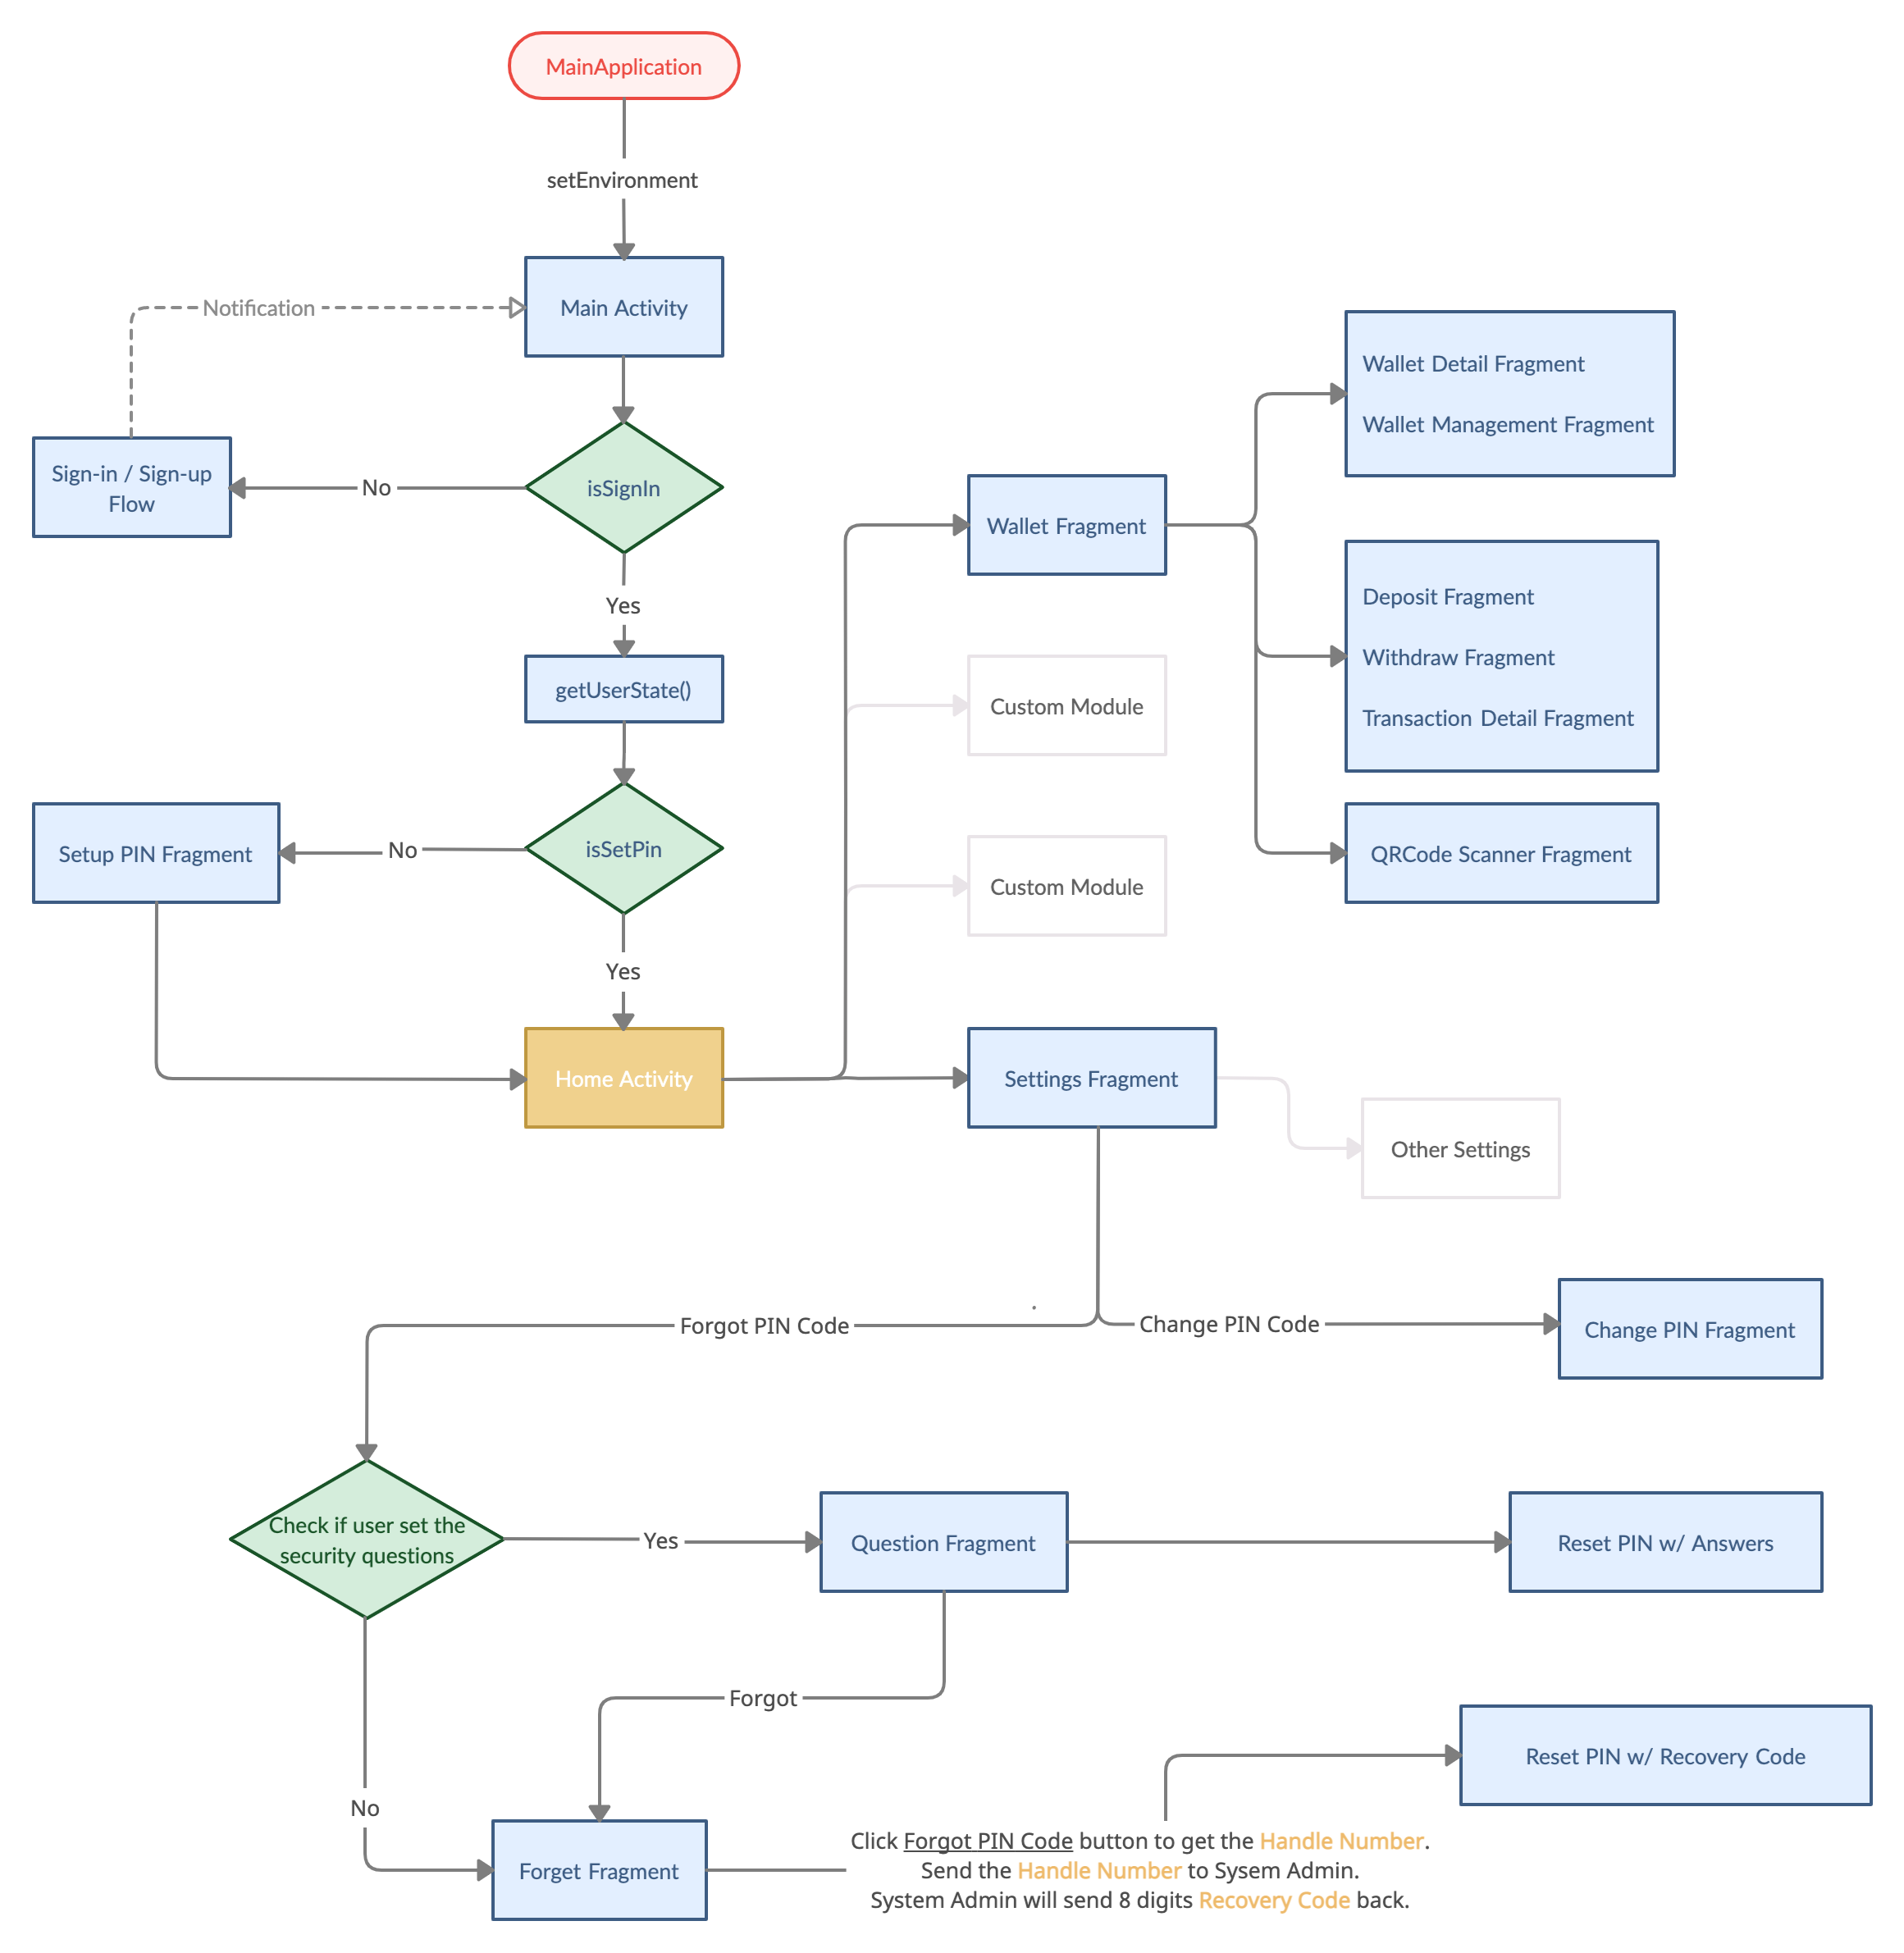 MainApplication
setEnvironment
Main Activity
Notification
Sign-in / Sign-up
Flow
No
isSignIn
Yes
getUserState()
Setup PIN Fragment
No
isSetPin
Yes
Home Activity
Wallet Fragment
Wallet Detail Fragment
Wallet Management Fragment
Deposit Fragment
Withdraw Fragment
Transaction Detail Fragment
QRCode Scanner Fragment
Custom Module
Custom Module
Settings Fragment
Other Settings
Forgot PIN Code
Change PIN Code
Change PIN Fragment
Check if user set the
security questions
Yes
Question Fragment
Reset PIN w/ Answers
Forgot
No
Forget Fragment
Click Forgot PIN Code button to get the Handle Number.
Send the Handle Number to Sysem Admin.
System Admin will send 8 digits Recovery Code back.
Reset PIN w/ Recovery Code